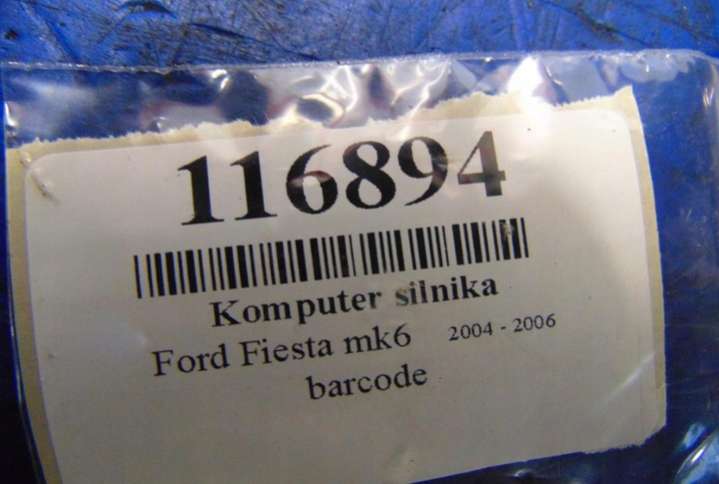 116894
Komputer silnika
Ford Fiesta mk6 2004 - 2006
barcode